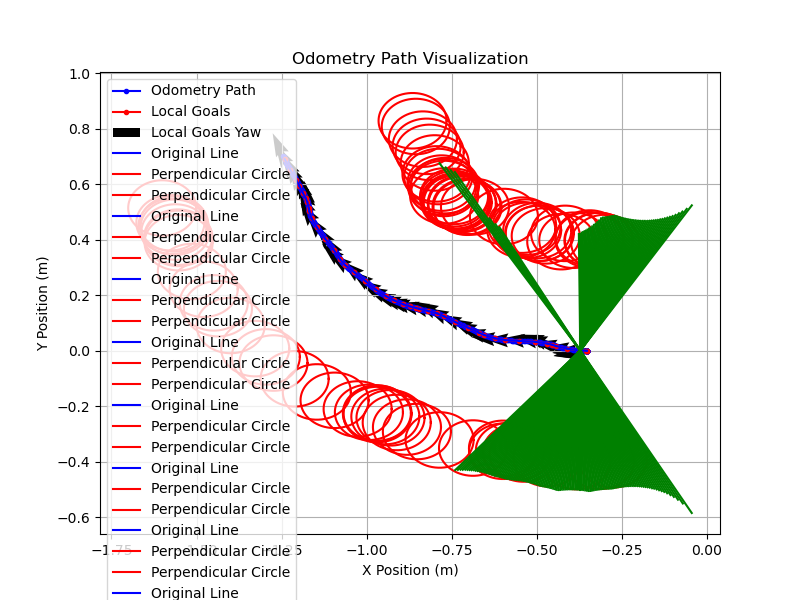 Odometry Path Visualization
Y Position (m)
1.0
0.8
0.6
0.4
0.2
0.0
−0.2
−0.4
−0.6
Odometry Path
Local Goals
Local Goals Yaw
Original Line
Perpendicular Circle
Perpendicular Circle
Original Line
Perpendicular Circle
Perpendicular Circle
Original Line
Perpendicular Circle
Perpendicular Circle
Original Line
Perpendicular Circle
Perpendicular Circle
Original Line
Perpendicular Circle
Perpendicular Circle
Original Line
Perpendicular Circle
Perpendicular Circle
Original Line
Perpendicular Circle
Perpendicular Circle
Original Line
−1.75 −1.00 −0.75 −0.50 −0.25 0.00
X Position (m)